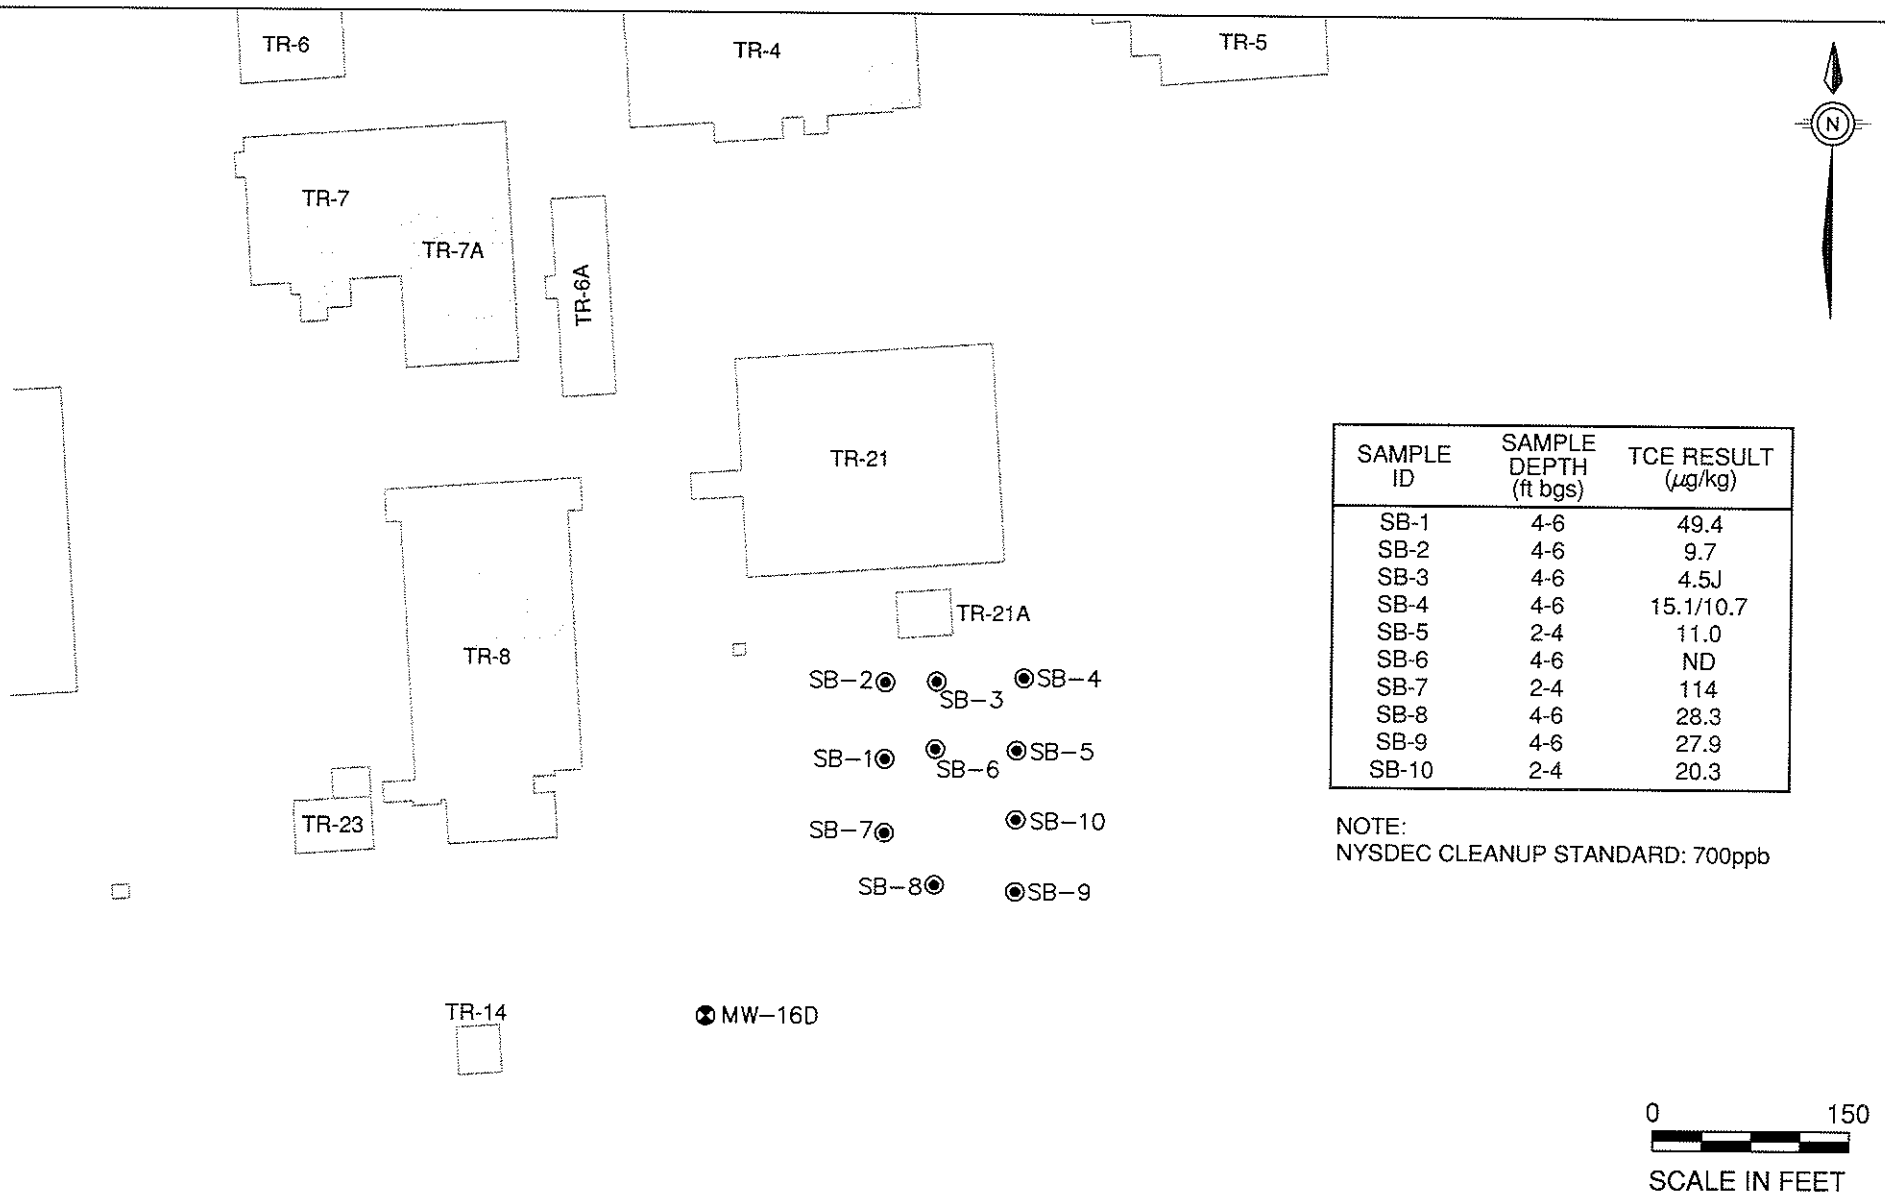 TR-6
TR-4
TR-5
N
TR-7
TR-7A
TR-6A
TR-21
TR-21A
TR-8
SB-2
SB-3
SB-4
SB-1
SB-6
SB-5
TR-23
SB-7
SB-10
SB-8
SB-9
TR-14
MW-16D
SAMPLE ID SAMPLE DEPTH (ft bgs) TCE RESULT (µg/kg)
SB-1 4-6 49.4
SB-2 4-6 9.7
SB-3 4-6 4.5J
SB-4 4-6 15.1/10.7
SB-5 2-4 11.0
SB-6 4-6 ND
SB-7 2-4 114
SB-8 4-6 28.3
SB-9 4-6 27.9
SB-10 2-4 20.3
NOTE:
NYSDEC CLEANUP STANDARD: 700ppb
0 150
SCALE IN FEET